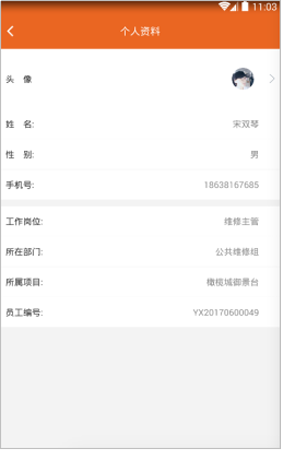 11:03
个人资料
头 像
姓 名: 宋双琴
性 别: 男
手机号: 18638167685
工作岗位: 维修主管
所在部门: 公共维修组
所属项目: 橄榄城御景台
员工编号: YX20170600049